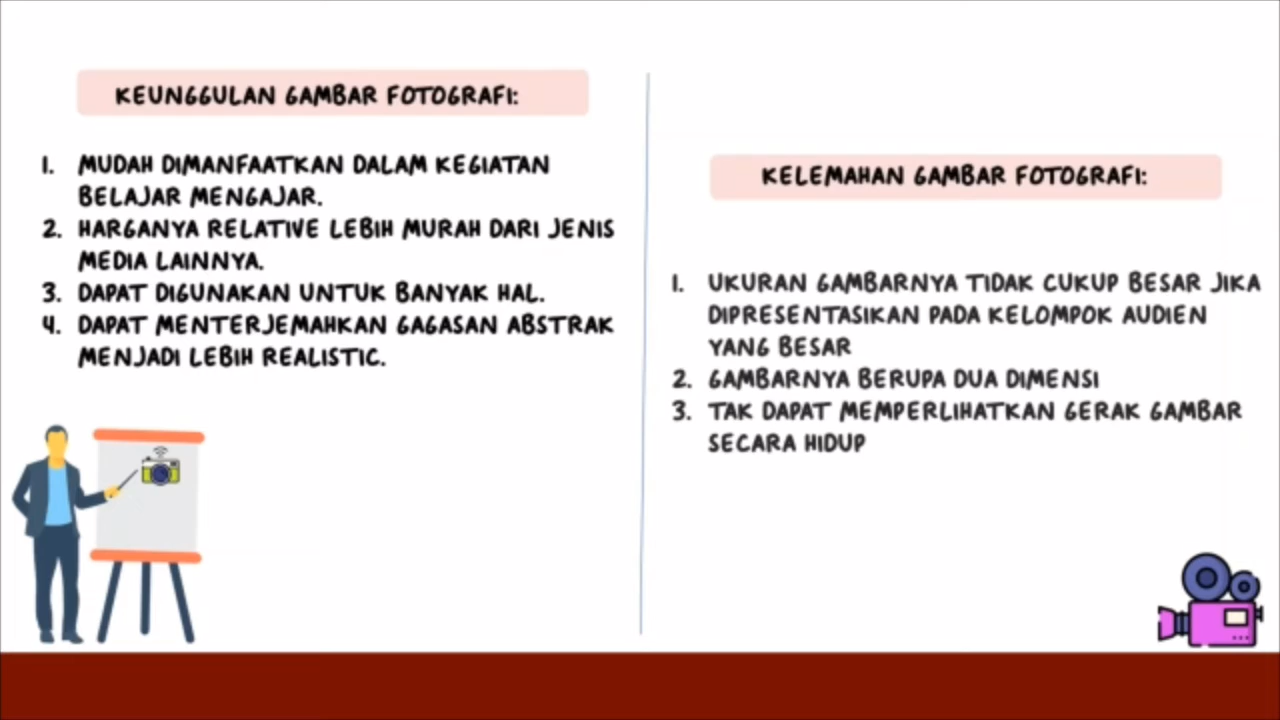 KEUNGGULAN GAMBAR FOTOGRAFI:
1. MUDAH DIMANFAATKAN DALAM KEGIATAN
BELAJAR MENGAJAR.
2. HARGANYA RELATIVE LEBIH MURAH DARI JENIS
MEDIA LAINNYA.
3. DAPAT DIGUNAKAN UNTUK BANYAK HAL.
4. DAPAT MENTERJEMAHKAN GAGASAN ABSTRAK
MENJADI LEBIH REALISTIC.
KELEMAHAN GAMBAR FOTOGRAFI:
1. UKURAN GAMBARNYA TIDAK CUKUP BESAR JIKA
DIPRESENTASIKAN PADA KELOMPOK AUDIEN
YANG BESAR
2. GAMBARNYA BERUPA DUA DIMENSI
3. TAK DAPAT MEMPERLIHATKAN GERAK GAMBAR
SECARA HIDUP